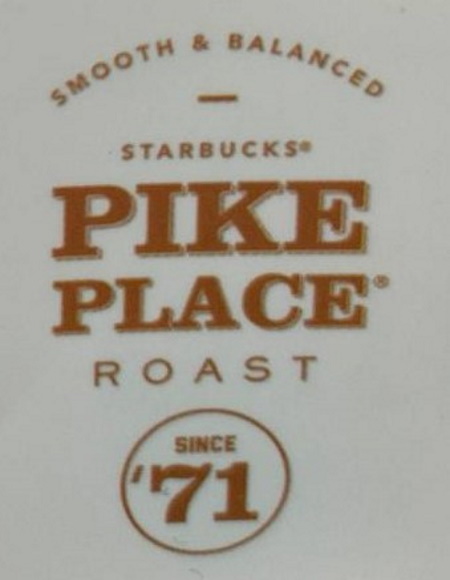 SMOOTH & BALANCED
STARBUCKS®
PIKE
PLACE®
ROAST
SINCE
'71